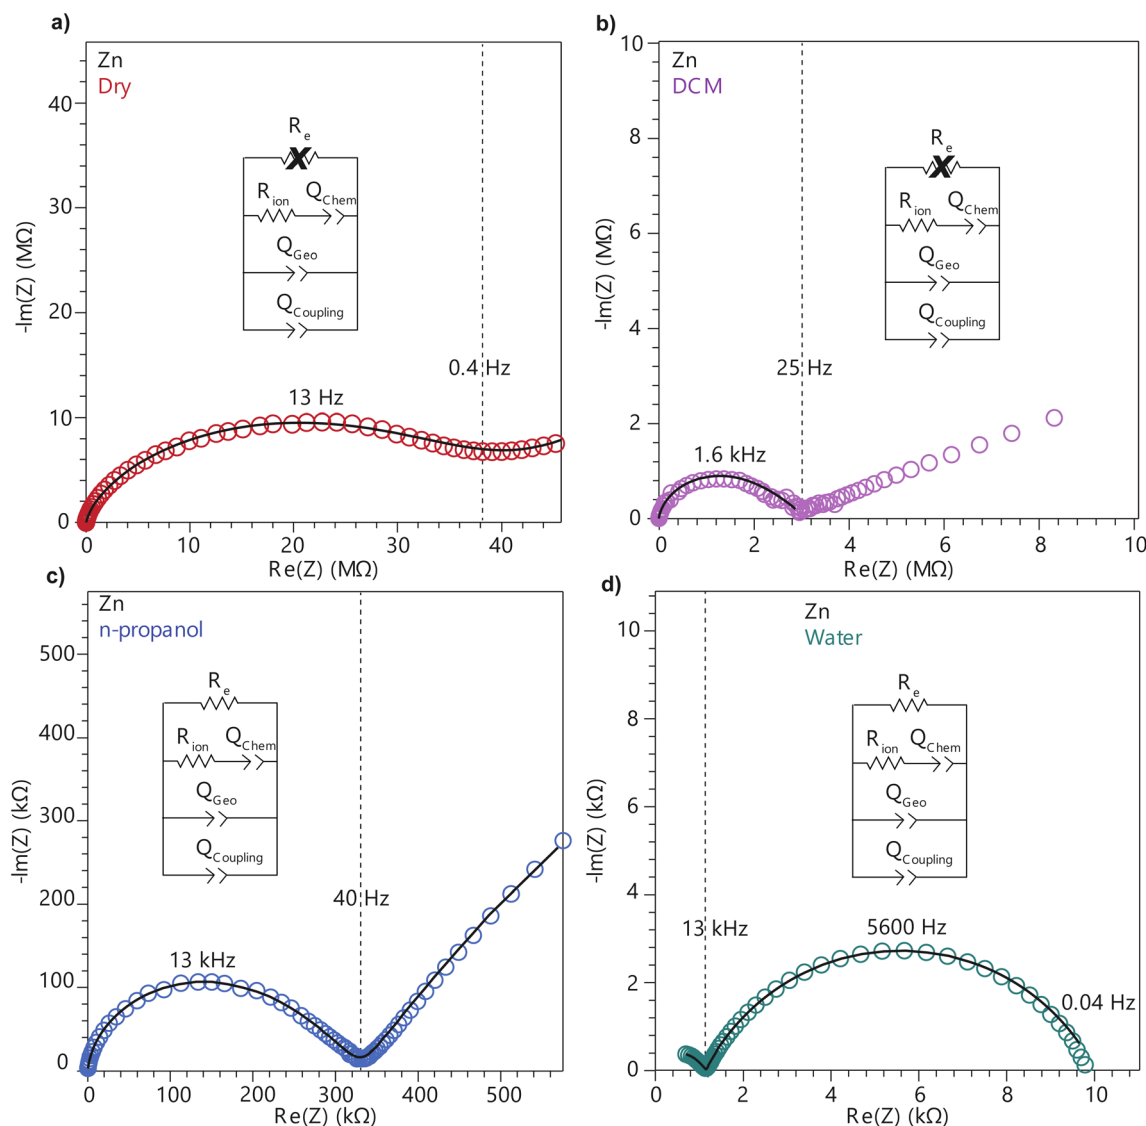 a)
Zn
Dry
R e
R ion Q Chem
Q Geo
Q Coupling
0.4 Hz
13 Hz
40
30
20
10
0
-Im(Z) (MΩ)
0 10 20 30 40
Re(Z) (MΩ)
b)
Zn
DCM
R e
R ion Q Chem
Q Geo
Q Coupling
25 Hz
1.6 kHz
10
8
6
4
2
0
-Im(Z) (MΩ)
0 2 4 6 8 10
Re(Z) (MΩ)
c)
Zn
n-propanol
R e
R ion Q Chem
Q Geo
Q Coupling
40 Hz
13 kHz
500
400
300
200
100
0
-Im(Z) (kΩ)
0 100 200 300 400 500
Re(Z) (kΩ)
d)
Zn
Water
R e
R ion Q Chem
Q Geo
Q Coupling
13 kHz
5600 Hz
0.04 Hz
10
8
6
4
2
0
-Im(Z) (kΩ)
0 2 4 6 8 10
Re(Z) (kΩ)